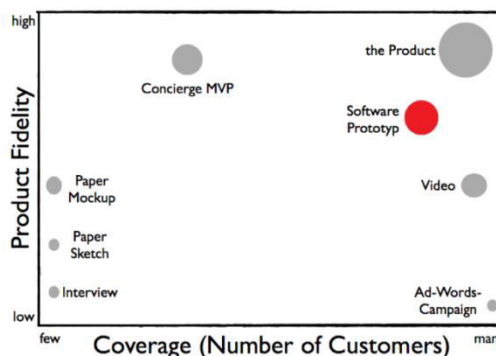 high
the Product
Concierge MVP
Software
Prototyp
Product Fidelity
Paper
Mockup
Video
Paper
Sketch
Interview
Ad-Words-
Campaign
low
few
Coverage (Number of Customers)
man